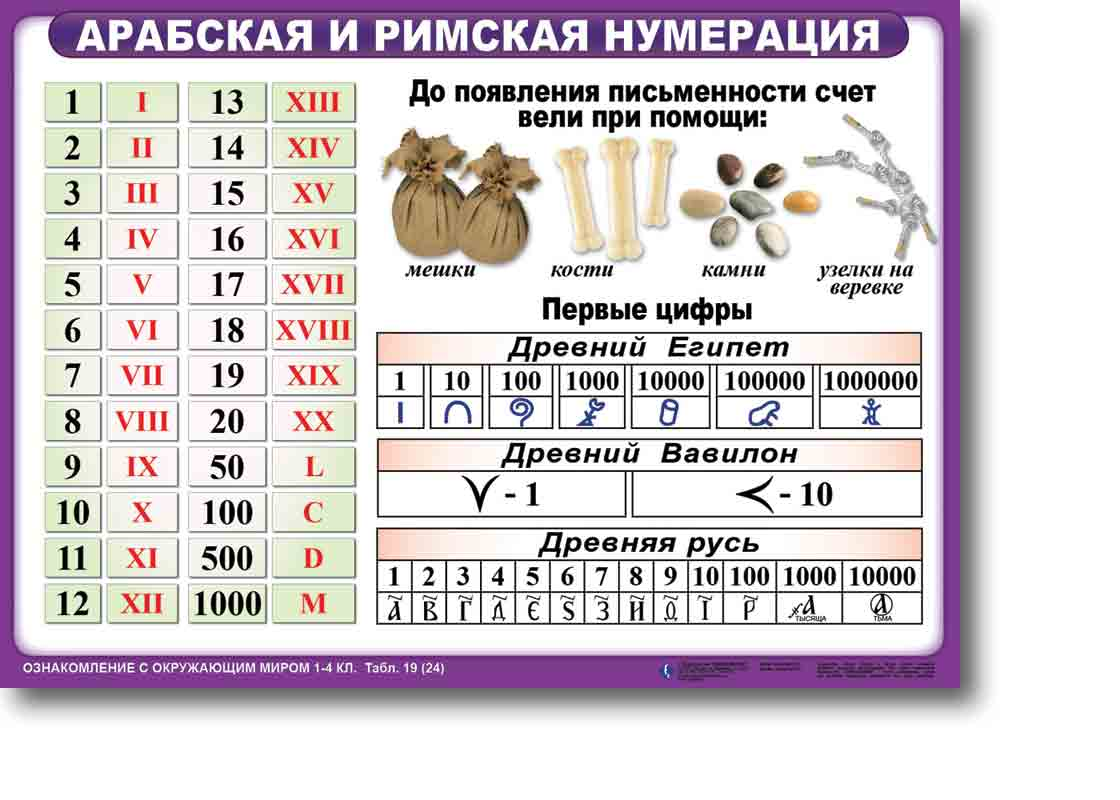 АРАБСКАЯ И РИМСКАЯ НУМЕРАЦИЯ
1 I 13 XIII
2 II 14 XIV
3 III 15 XV
4 IV 16 XVI
5 V 17 XVII
6 VI 18 XVIII
7 VII 19 XIX
8 VIII 20 XX
9 IX 50 L
10 X 100 C
11 XI 500 D
12 XII 1000 M
До появления письменности счет
вели при помощи:
мешки кости камни узелки на
веревке
Первые цифры
Древний Египет
1 10 100 1000 10000 100000 1000000
Древний Вавилон
- 1 - 10
Древняя русь
1 2 3 4 5 6 7 8 9 10 100 1000 10000
А В Г Д Є Ѕ З И Ѳ І Р А А
ТЫСЯЩА ТЬМА
ОЗНАКОМЛЕНИЕ С ОКРУЖАЮЩИМ МИРОМ 1-4 КЛ. Табл. 19 (24)